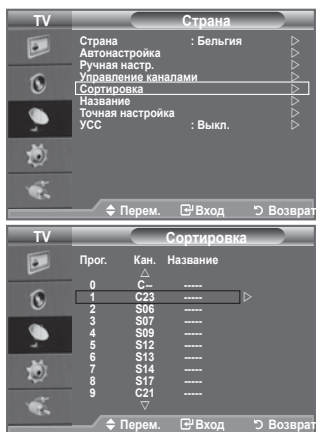 TV Страна
Страна : Бельгия ▷
Автонастройка ▷
Ручная настр. ▷
Управление каналами ▷
Сортировка ▷
Название ▷
Точная настройка ▷
УСС : Выкл. ▷
Перем. Вход Возврат
TV Сортировка
Прог. Кан. Название
△
0 C-- -----
1 C23 ----- ▷
2 S06 -----
3 S07 -----
4 S09 -----
5 S12 -----
6 S13 -----
7 S14 -----
8 S17 -----
9 C21 -----
▽
Перем. Вход Возврат